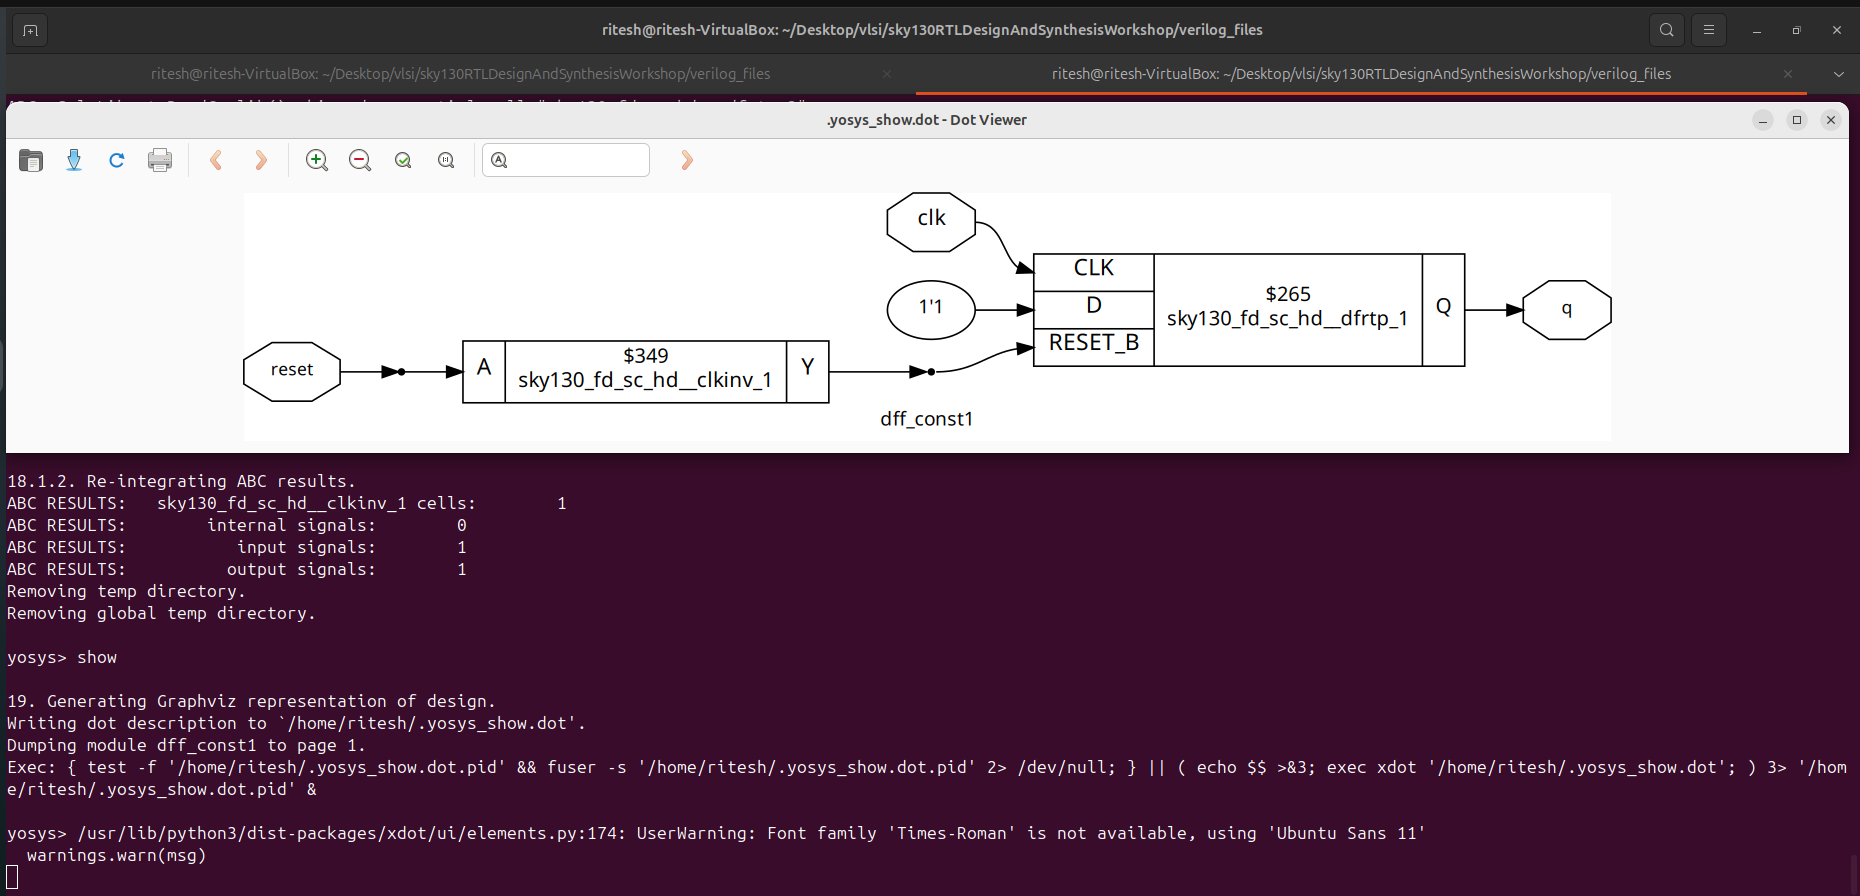 ritesh@ritesh-VirtualBox: ~/Desktop/vlsi/sky130RTLDesignAndSynthesisWorkshop/verilog_files
ritesh@ritesh-VirtualBox: ~/Desktop/vlsi/sky130RTLDesignAndSynthesisWorkshop/verilog_files
ritesh@ritesh-VirtualBox: ~/Desktop/vlsi/sky130RTLDesignAndSynthesisWorkshop/verilog_files
.yosys_show.dot - Dot Viewer
clk
CLK
1'1
D
$265
sky130_fd_sc_hd__dfrtp_1
Q
q
RESET_B
reset
A
$349
sky130_fd_sc_hd__clkinv_1
Y
dff_const1
18.1.2. Re-integrating ABC results.
ABC RESULTS:   sky130_fd_sc_hd__clkinv_1 cells:        1
ABC RESULTS:        internal signals:        0
ABC RESULTS:           input signals:        1
ABC RESULTS:          output signals:        1
Removing temp directory.
Removing global temp directory.
yosys> show
19. Generating Graphviz representation of design.
Writing dot description to `/home/ritesh/.yosys_show.dot'.
Dumping module dff_const1 to page 1.
Exec: { test -f '/home/ritesh/.yosys_show.dot.pid' && fuser -s '/home/ritesh/.yosys_show.dot.pid' 2> /dev/null; } || ( echo $$ >&3; exec xdot '/home/ritesh/.yosys_show.dot'; ) 3> '/hom
e/ritesh/.yosys_show.dot.pid' &
yosys> /usr/lib/python3/dist-packages/xdot/ui/elements.py:174: UserWarning: Font family 'Times-Roman' is not available, using 'Ubuntu Sans 11'
  warnings.warn(msg)